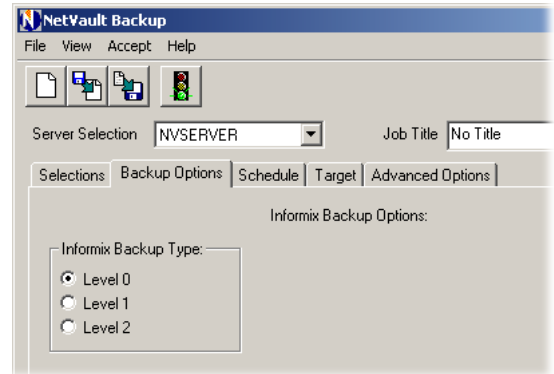 NetVault Backup
File View Accept Help
Server Selection NVSERVER Job Title No Title
Selections Backup Options Schedule Target Advanced Options
Informix Backup Options:
Informix Backup Type:
Level 0
Level 1
Level 2